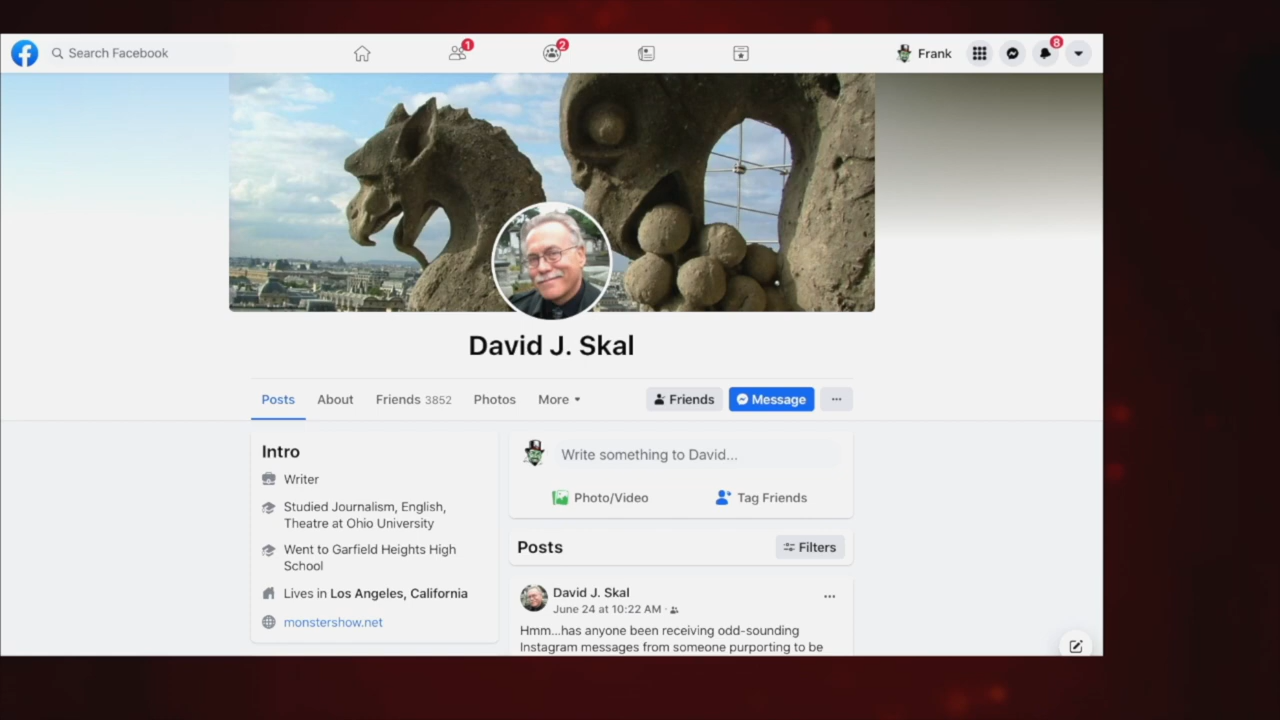 Search Facebook
1
2
Frank
8
David J. Skal
Posts
About
Friends 3852
Photos
More
Friends
Message
Intro
Writer
Studied Journalism, English,
Theatre at Ohio University
Went to Garfield Heights High
School
Lives in Los Angeles, California
monstershow.net
Write something to David...
Photo/Video
Tag Friends
Posts
Filters
David J. Skal
June 24 at 10:22 AM ·
Hmm...has anyone been receiving odd-sounding
Instagram messages from someone purporting to be